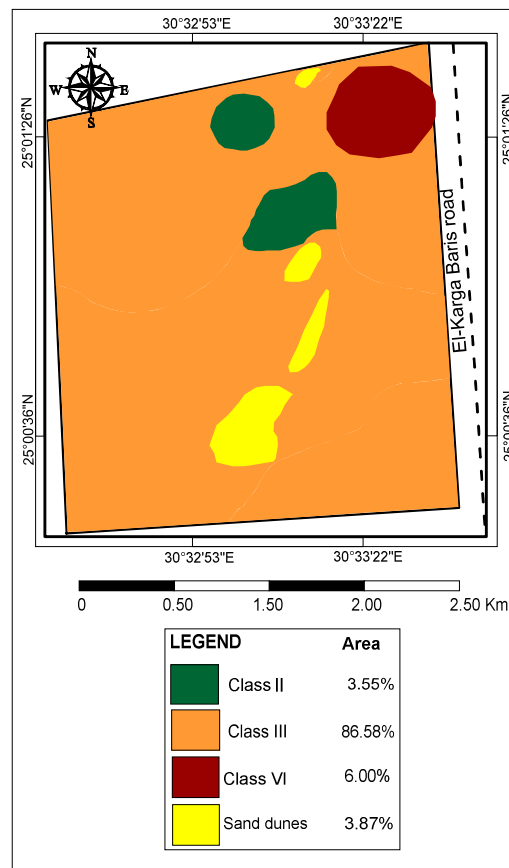 30°32'53"E 30°33'22"E
N
W E
S
25°01'26"N 25°01'26"N
El-Karga Baris road
25°00'36"N 25°00'36"N
30°32'53"E 30°33'22"E
0 0.50 1.50 2.00 2.50 Km
LEGEND Area
Class II 3.55%
Class III 86.58%
Class VI 6.00%
Sand dunes 3.87%